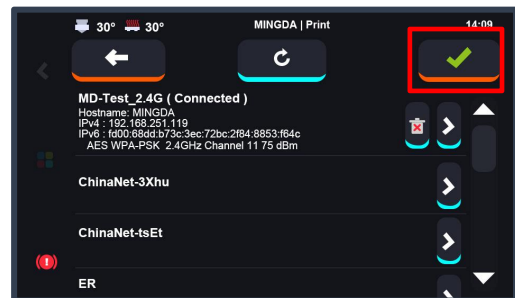 30° 30° MINGDA | Print 14:09
MD-Test_2.4G ( Connected )
Hostname: MINGDA
IPv4 : 192.168.251.119
IPv6 : fd00:68dd:b73c:3ec:72bc:2f84:8853:f64c
AES WPA-PSK 2.4GHz Channel 11 75 dBm
ChinaNet-3Xhu
ChinaNet-tsEt
ER